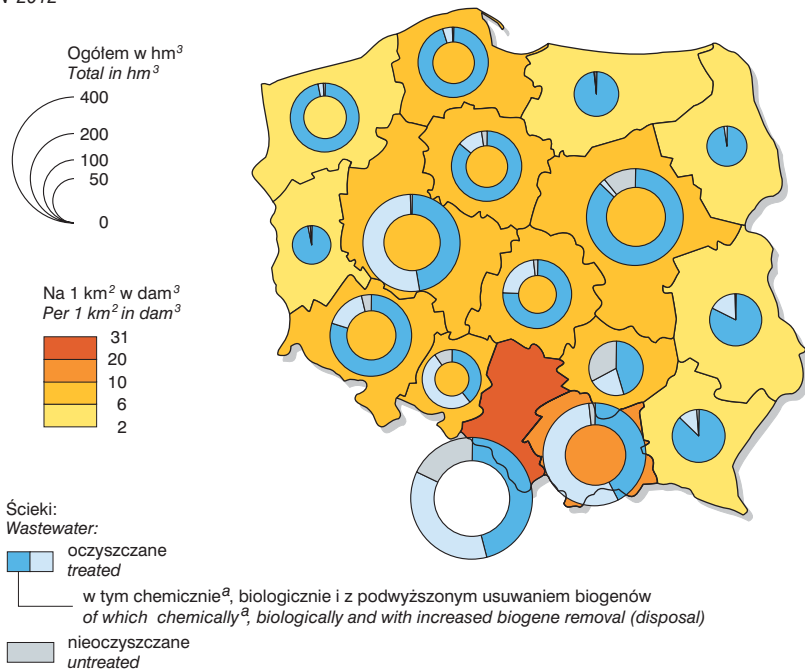 Ogółem w hm³
Total in hm³
400
200
100
50
0
Na 1 km² w dam³
Per 1 km² in dam³
31
20
10
6
2
Ścieki:
Wastewater:
oczyszczane
treated
w tym chemicznieᵃ, biologicznie i z podwyższonym usuwaniem biogenów
of which chemicallyᵃ, biologically and with increased biogene removal (disposal)
nieoczyszczane
untreated